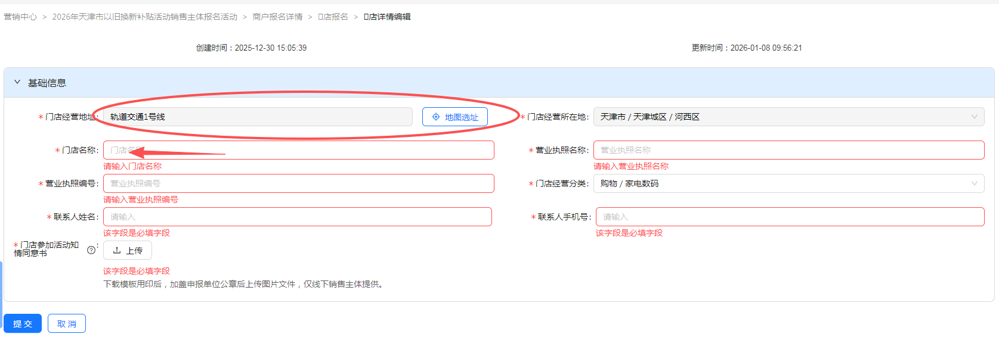 营销中心 > 2026年天津市以旧换新补贴活动销售主体报名活动 > 商户报名详情 > 店报名 > 店详情编辑
创建时间：2025-12-30 15:05:39
更新时间：2026-01-08 09:56:21
基础信息
* 门店经营地址: 轨道交通1号线 地图选址
* 门店经营所在地: 天津市 / 天津城区 / 河西区
* 门店名称: 门店名称
* 营业执照名称: 营业执照名称
请输入门店名称
请输入营业执照名称
* 营业执照编号: 营业执照编号
* 门店经营分类: 购物 / 家电数码
请输入营业执照编号
* 联系人姓名: 请输入
* 联系人手机号: 请输入
该字段是必填字段
该字段是必填字段
* 门店参加活动知
情同意书 ? :
上传
该字段是必填字段
下载模板用印后，加盖申报单位公章后上传图片文件，仅线下销售主体提供。
提 交
取 消